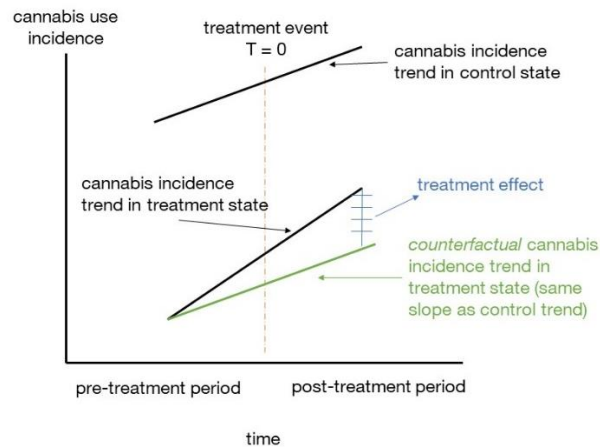 cannabis use
incidence
treatment event
T = 0
cannabis incidence
trend in control state
cannabis incidence
trend in treatment state
treatment effect
counterfactual cannabis
incidence trend in
treatment state (same
slope as control trend)
pre-treatment period
post-treatment period
time